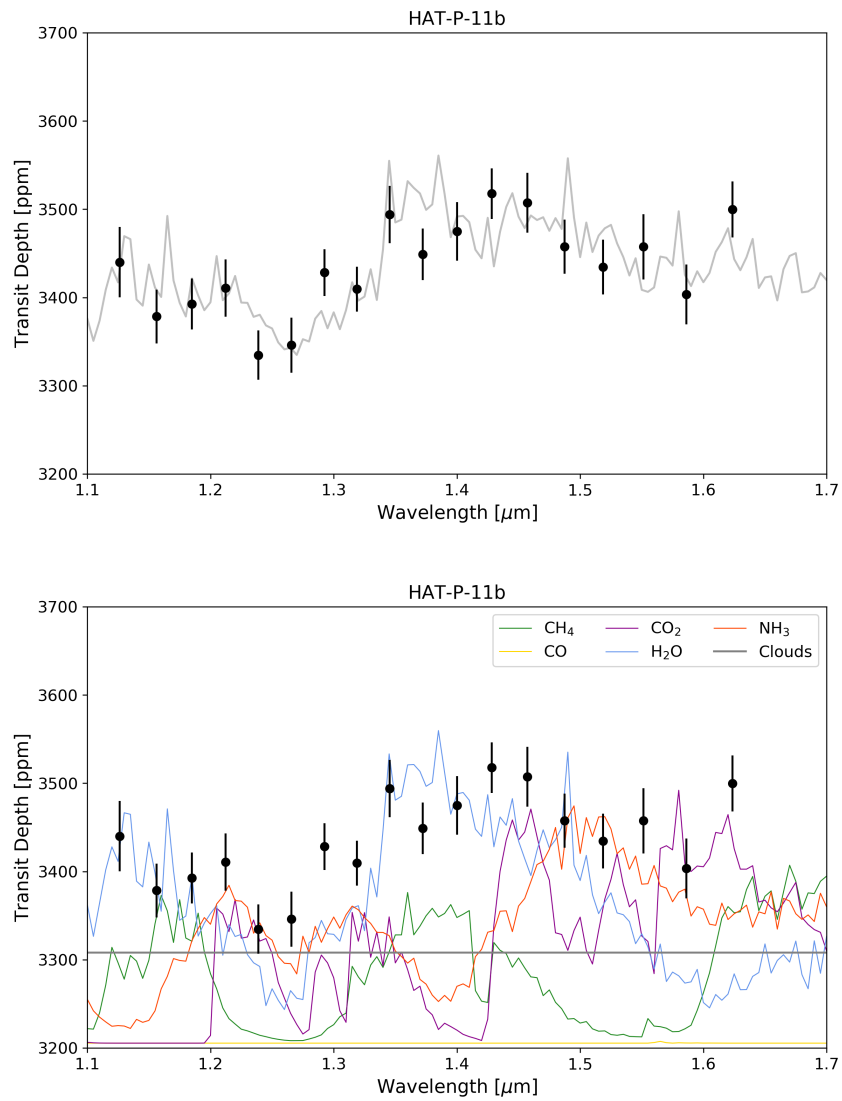 HAT-P-11b
3700
3600
3500
3400
3300
3200
Transit Depth [ppm]
1.1 1.2 1.3 1.4 1.5 1.6 1.7
Wavelength [μm]
HAT-P-11b
3700
3600
3500
3400
3300
3200
Transit Depth [ppm]
CH₄ CO₂ NH₃
CO H₂O Clouds
1.1 1.2 1.3 1.4 1.5 1.6 1.7
Wavelength [μm]